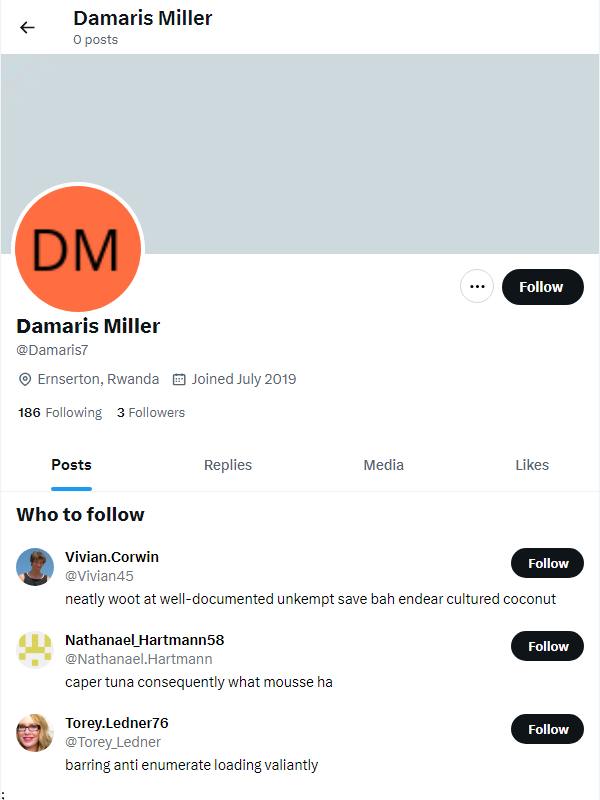 Damaris Miller
0 posts
DM
Follow
Damaris Miller
@Damaris7
Ernserton, Rwanda Joined July 2019
186 Following 3 Followers
Posts Replies Media Likes
Who to follow
Vivian.Corwin
@Vivian45
Follow
neatly woot at well-documented unkempt save bah endear cultured coconut
Nathanael_Hartmann58
@Nathanael.Hartmann
Follow
caper tuna consequently what mousse ha
Torey.Ledner76
@Torey_Ledner
Follow
barring anti enumerate loading valiantly
;